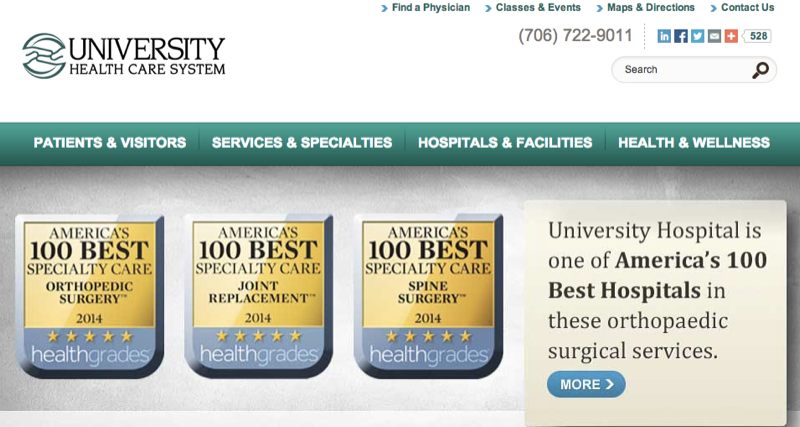 Find a Physician
Classes & Events
Maps & Directions
Contact Us
UNIVERSITY
HEALTH CARE SYSTEM
(706) 722-9011
in
f
528
Search
PATIENTS & VISITORS
SERVICES & SPECIALTIES
HOSPITALS & FACILITIES
HEALTH & WELLNESS
AMERICA'S
100 BEST
SPECIALTY CARE
ORTHOPEDIC
SURGERY™
2014
healthgrades
AMERICA'S
100 BEST
SPECIALTY CARE
JOINT
REPLACEMENT™
2014
healthgrades
AMERICA'S
100 BEST
SPECIALTY CARE
SPINE
SURGERY™
2014
healthgrades
University Hospital is
one of America's 100
Best Hospitals in
these orthopaedic
surgical services.
MORE